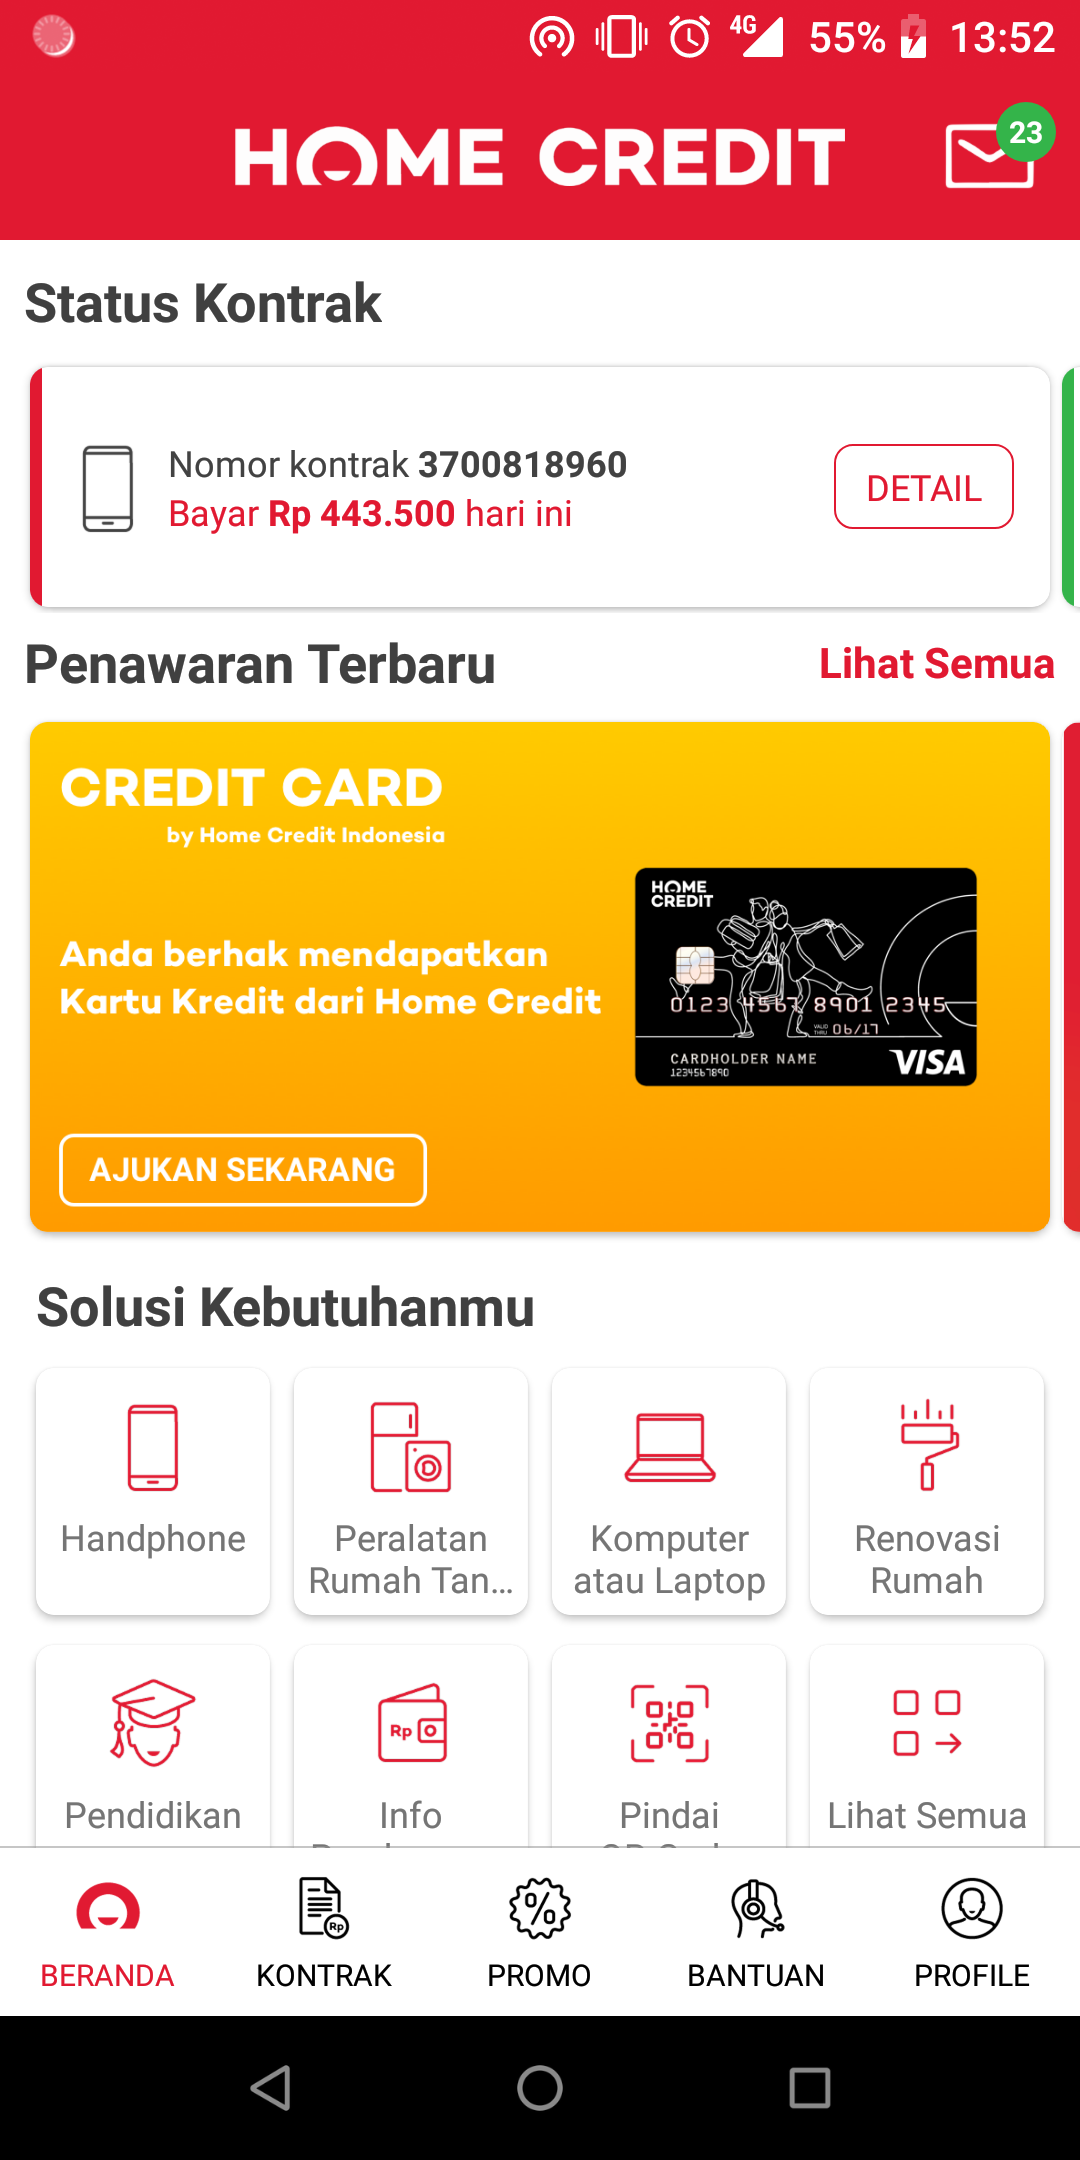 4G 55% 13:52
HOME CREDIT
23
Status Kontrak
Nomor kontrak 3700818960
Bayar Rp 443.500 hari ini
DETAIL
Penawaran Terbaru
Lihat Semua
CREDIT CARD
by Home Credit Indonesia
Anda berhak mendapatkan
Kartu Kredit dari Home Credit
HOME
CREDIT
0123 4567 8901 2345
VALID
THRU 06/17
CARDHOLDER NAME
1234567890
VISA
AJUKAN SEKARANG
Solusi Kebutuhanmu
Handphone
Peralatan
Rumah Tan...
Komputer
atau Laptop
Renovasi
Rumah
Rp
Pendidikan
Info
Pindai
Lihat Semua
Rp
BERANDA
KONTRAK
PROMO
BANTUAN
PROFILE